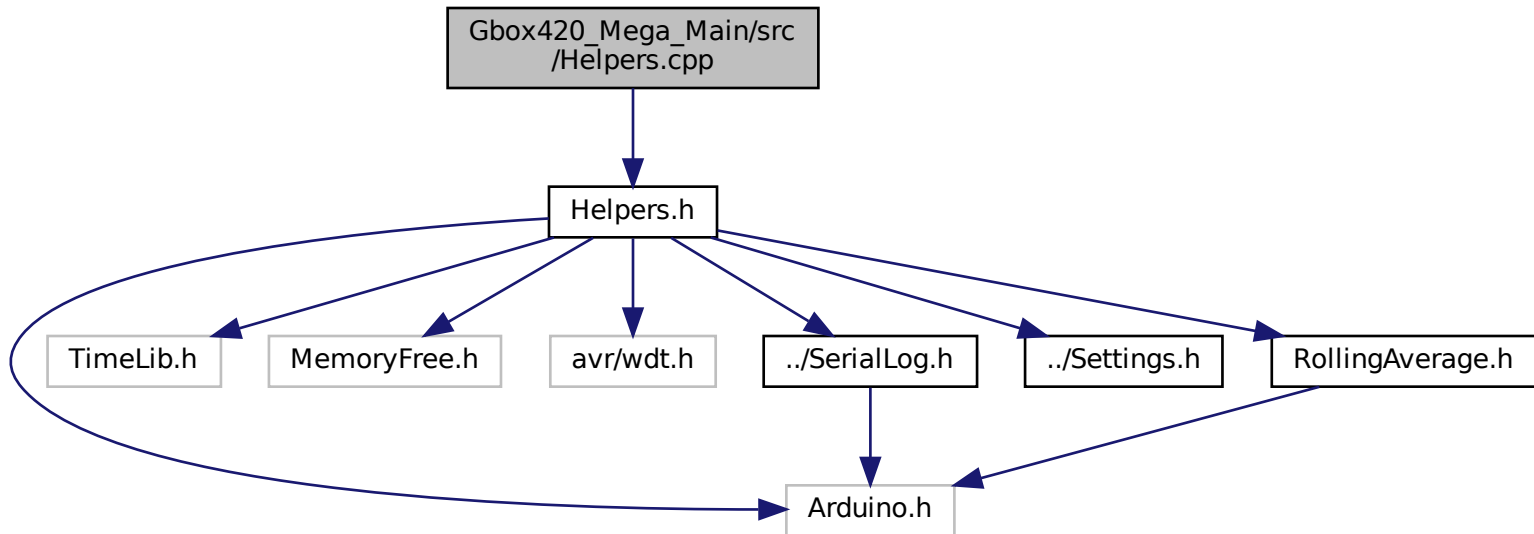 Gbox420_Mega_Main/src
/Helpers.cpp
Helpers.h
TimeLib.h
MemoryFree.h
avr/wdt.h
../SerialLog.h
../Settings.h
RollingAverage.h
Arduino.h